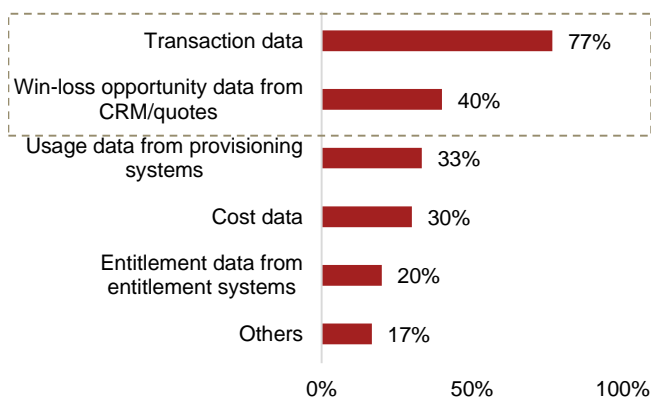 Transaction data
77%
Win-loss opportunity data from
CRM/quotes
40%
Usage data from provisioning
systems
33%
Cost data
30%
Entitlement data from
entitlement systems
20%
Others
17%
0%
50%
100%